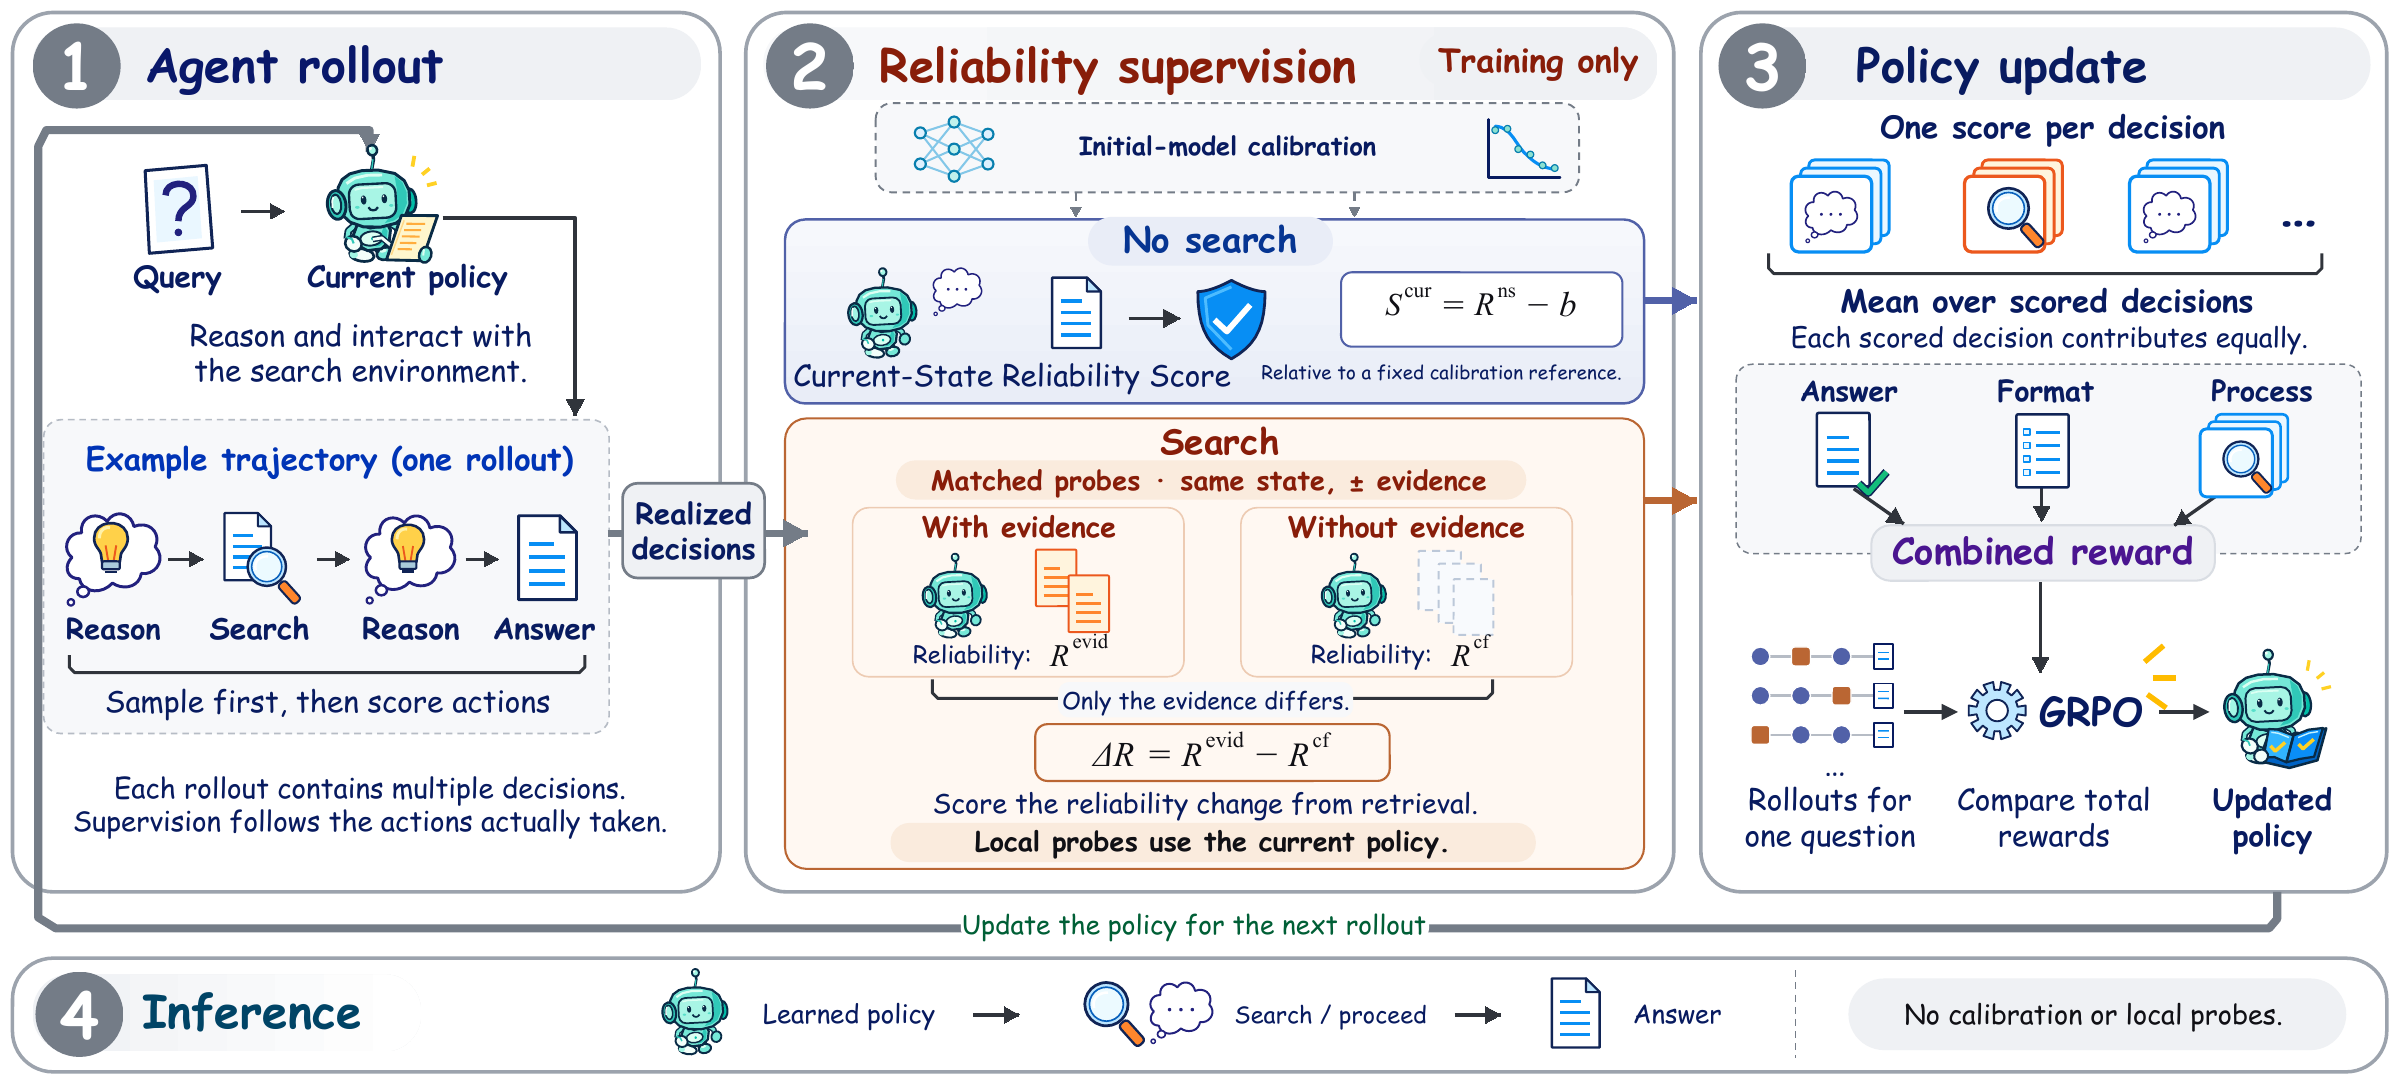 1 Agent rollout
?
Query
Current policy
Reason and interact with
the search environment.
Example trajectory (one rollout)
Reason
Search
Reason
Answer
Sample first, then score actions
Each rollout contains multiple decisions.
Supervision follows the actions actually taken.
Realized
decisions
2 Reliability supervision
Training only
Initial-model calibration
No search
Current-State Reliability Score
S^cur = R^ns − b
Relative to a fixed calibration reference.
Search
Matched probes · same state, ± evidence
With evidence
Reliability: R^evid
Without evidence
Reliability: R^cf
Only the evidence differs.
ΔR = R^evid − R^cf
Score the reliability change from retrieval.
Local probes use the current policy.
3 Policy update
One score per decision
...
Mean over scored decisions
Each scored decision contributes equally.
Answer
Format
Process
Combined reward
...
Rollouts for
one question
GRPO
Compare total
rewards
Updated
policy
Update the policy for the next rollout
4 Inference
Learned policy
Search / proceed
Answer
No calibration or local probes.